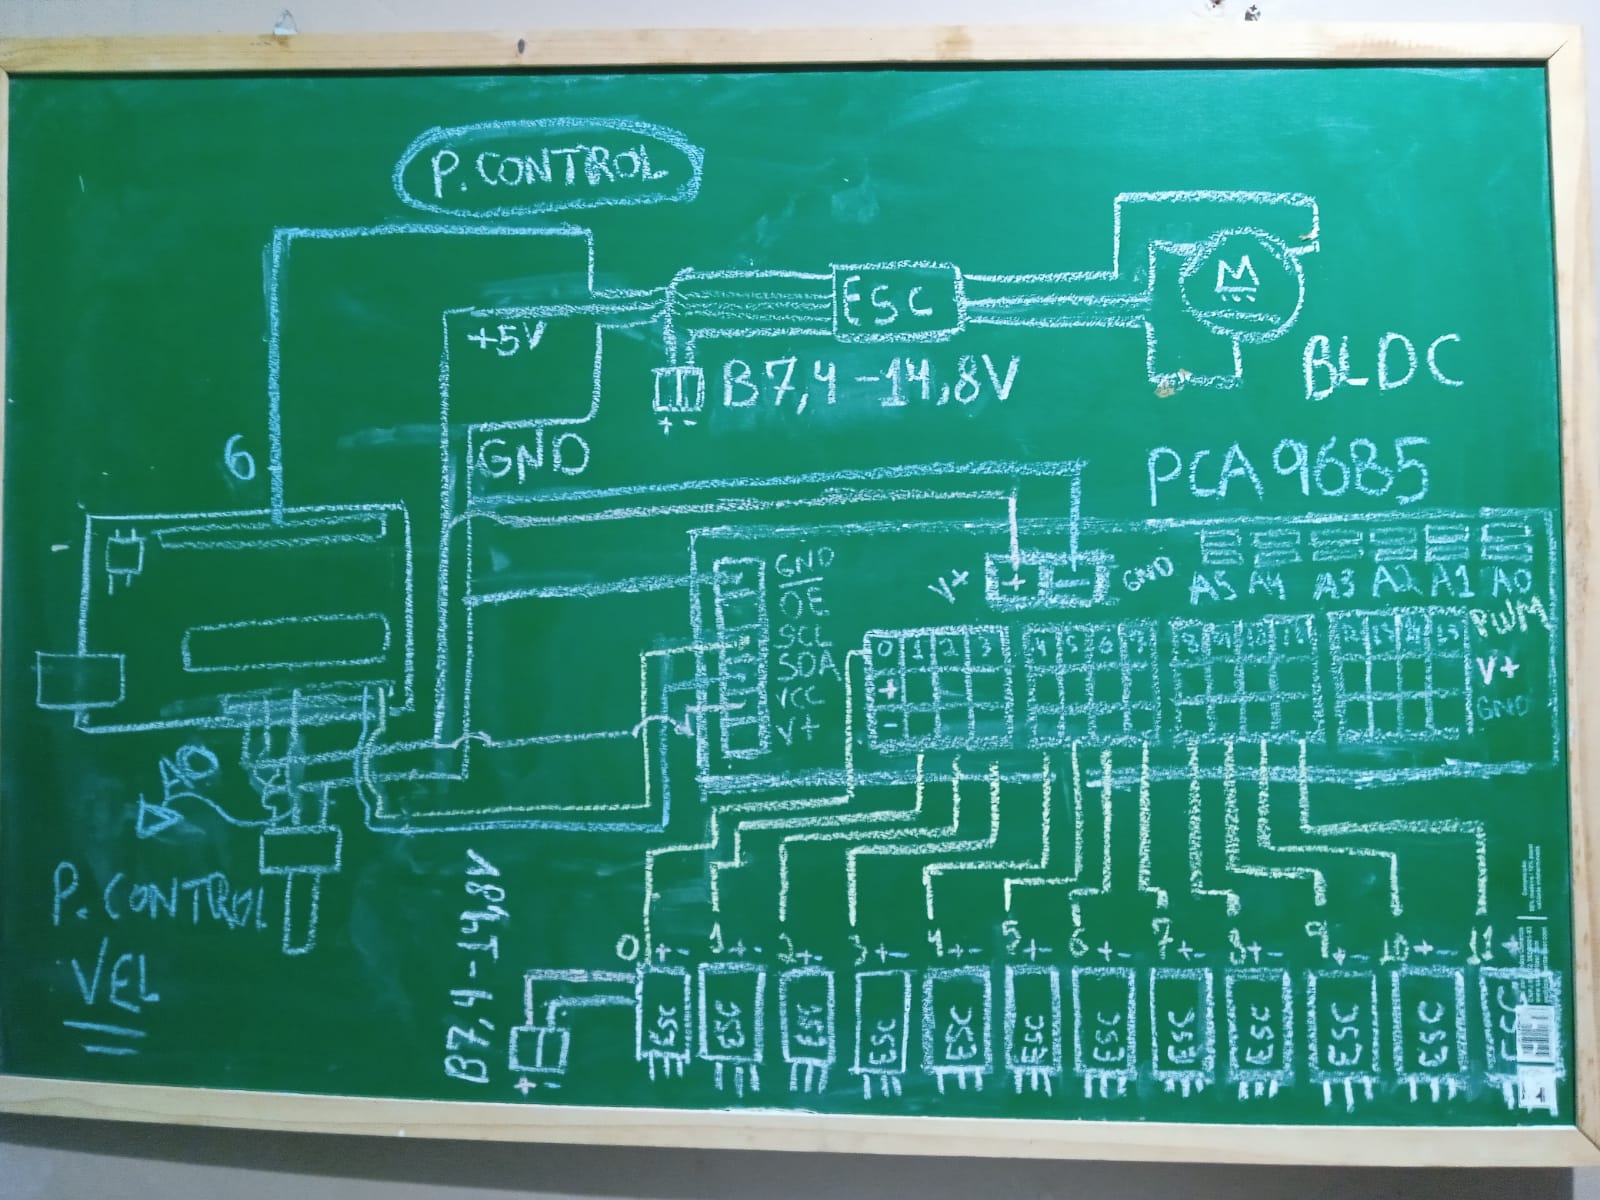 P. CONTROL
ESC
M
+5V
B7,4-14,8V
+ -
BLDC
6
GND
PCA9685
GND
OE
SCL
SDA
VCC
V+
V+
+ -
GND
A5 A4 A3 A2 A1 A0
0 1 2 3 4 5 6 7 8 9 10 11 12 13 14 15
PWM
+
V+
-
GND
A0
P. CONTROL
VEL
B7,4-14,8V
+ -
0 +- 1 +- 2 +- 3 +- 4 +- 5 +- 6 +- 7 +- 8 +- 9 +- 10 +- 11 +
ESC ESC ESC ESC ESC ESC ESC ESC ESC ESC ESC ESC